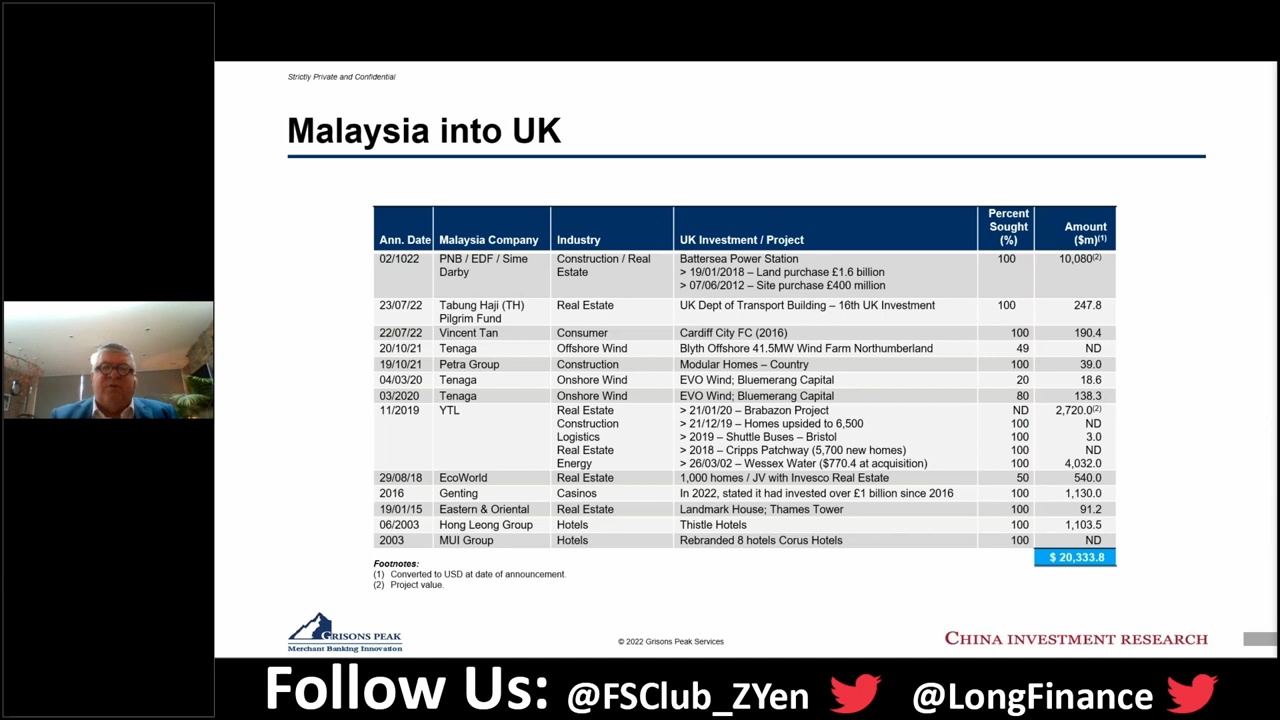 Strictly Private and Confidential
Malaysia into UK
Ann. Date Malaysia Company Industry UK Investment / Project Percent Sought (%) Amount ($m)(1)
02/1022 PNB / EDF / Sime Darby Construction / Real Estate Battersea Power Station 100 10,080(2)
> 19/01/2018 – Land purchase £1.6 billion
> 07/06/2012 – Site purchase £400 million
23/07/22 Tabung Haji (TH) Pilgrim Fund Real Estate UK Dept of Transport Building – 16th UK Investment 100 247.8
22/07/22 Vincent Tan Consumer Cardiff City FC (2016) 100 190.4
20/10/21 Tenaga Offshore Wind Blyth Offshore 41.5MW Wind Farm Northumberland 49 ND
19/10/21 Petra Group Construction Modular Homes – Country 100 39.0
04/03/20 Tenaga Onshore Wind EVO Wind; Bluemerang Capital 20 18.6
03/2020 Tenaga Onshore Wind EVO Wind; Bluemerang Capital 80 138.3
11/2019 YTL Real Estate > 21/01/20 – Brabazon Project ND 2,720.0(2)
Construction > 21/12/19 – Homes upsided to 6,500 100 ND
Logistics > 2019 – Shuttle Buses – Bristol 100 3.0
Real Estate > 2018 – Cripps Patchway (5,700 new homes) 100 ND
Energy > 26/03/02 – Wessex Water ($770.4 at acquisition) 100 4,032.0
29/08/18 EcoWorld Real Estate 1,000 homes / JV with Invesco Real Estate 50 540.0
2016 Genting Casinos In 2022, stated it had invested over £1 billion since 2016 100 1,130.0
19/01/15 Eastern & Oriental Real Estate Landmark House; Thames Tower 100 91.2
06/2003 Hong Leong Group Hotels Thistle Hotels 100 1,103.5
2003 MUI Group Hotels Rebranded 8 hotels Corus Hotels 100 ND
$ 20,333.8
Footnotes:
(1) Converted to USD at date of announcement.
(2) Project value.
GRISONS PEAK
Merchant Banking Innovation
© 2022 Grisons Peak Services
CHINA INVESTMENT RESEARCH
Follow Us: @FSClub_ZYen @LongFinance